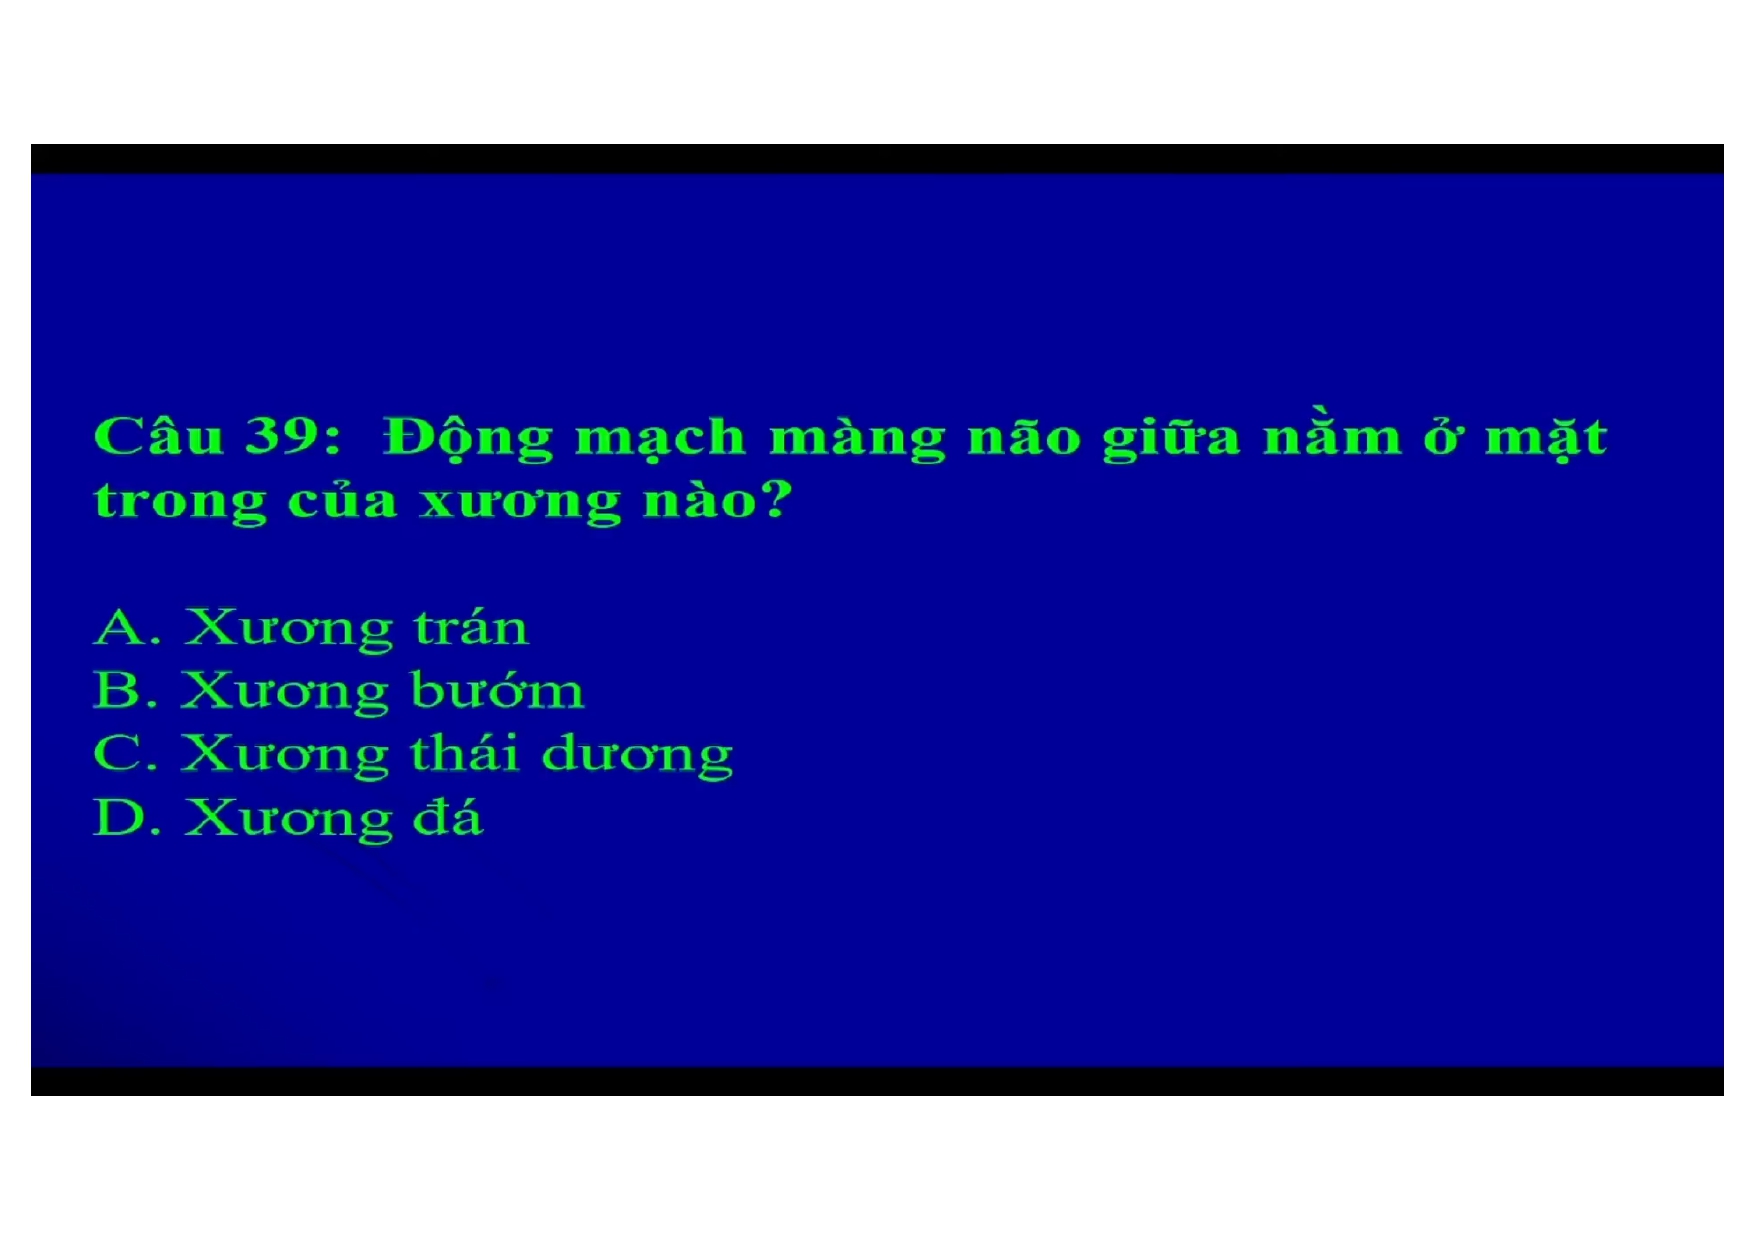 Câu 39: Động mạch màng não giữa nằm ở mặt
trong của xương nào?
A. Xương trán
B. Xương bướm
C. Xương thái dương
D. Xương đá